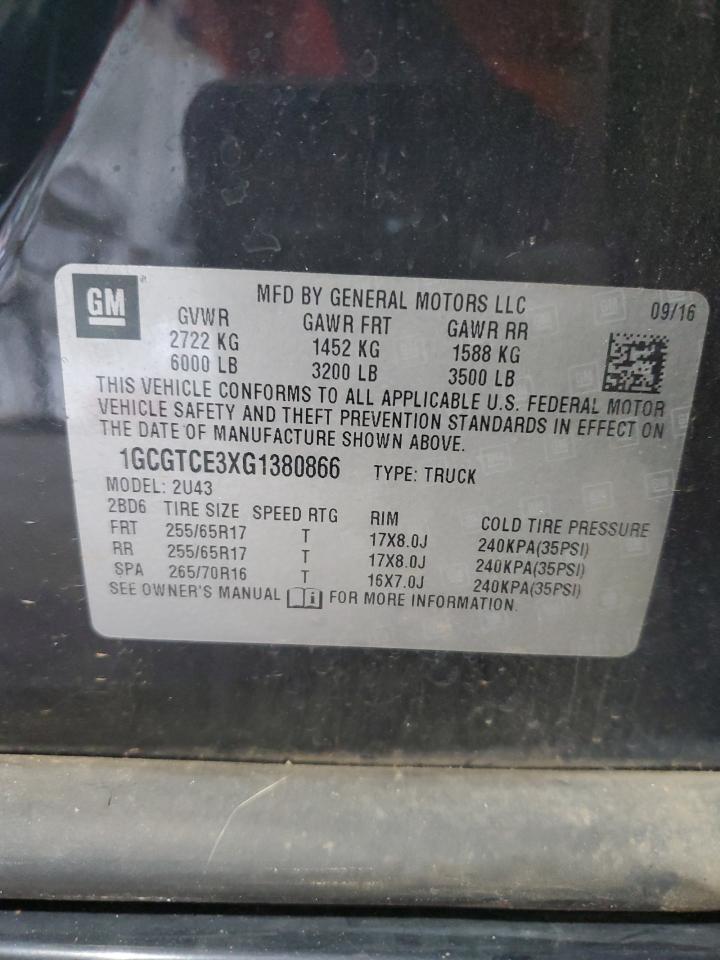 GM
MFD BY GENERAL MOTORS LLC 09/16
GVWR GAWR FRT GAWR RR
2722 KG 1452 KG 1588 KG
6000 LB 3200 LB 3500 LB
THIS VEHICLE CONFORMS TO ALL APPLICABLE U.S. FEDERAL MOTOR
VEHICLE SAFETY AND THEFT PREVENTION STANDARDS IN EFFECT ON
THE DATE OF MANUFACTURE SHOWN ABOVE.
1GCGTCE3XG1380866 TYPE: TRUCK
MODEL: 2U43
2BD6 TIRE SIZE SPEED RTG RIM COLD TIRE PRESSURE
FRT 255/65R17 T 17X8.0J 240KPA(35PSI)
RR 255/65R17 T 17X8.0J 240KPA(35PSI)
SPA 265/70R16 T 16X7.0J 240KPA(35PSI)
SEE OWNER'S MANUAL i FOR MORE INFORMATION.